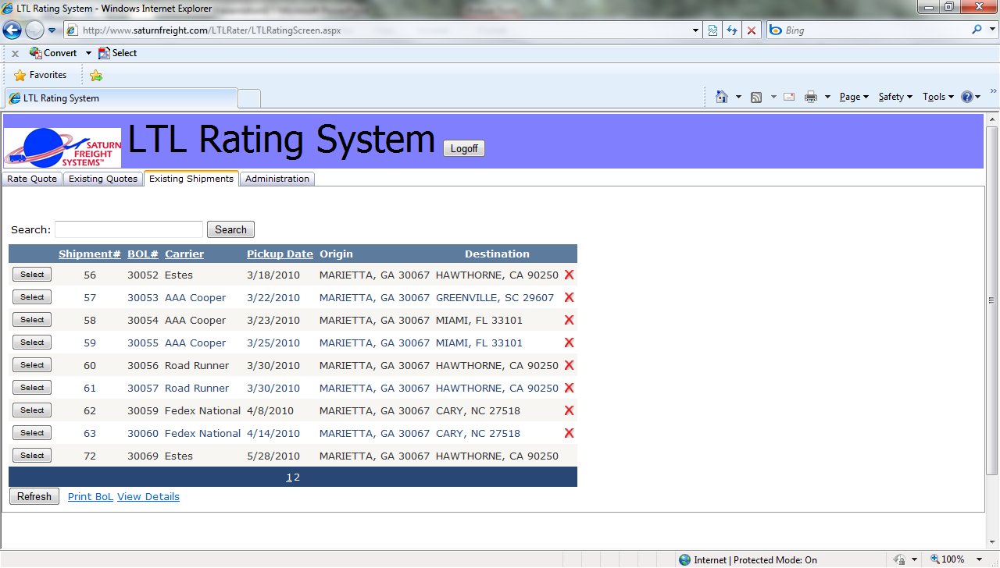 LTL Rating System - Windows Internet Explorer
http://www.saturnfreight.com/LTLRater/LTLRatingScreen.aspx
Bing
x Convert Select
Favorites
LTL Rating System
Page Safety Tools
SATURN FREIGHT SYSTEMS™ LTL Rating System Logoff
Rate Quote Existing Quotes Existing Shipments Administration
Search: Search
Shipment# BOL# Carrier Pickup Date Origin Destination
Select 56 30052 Estes 3/18/2010 MARIETTA, GA 30067 HAWTHORNE, CA 90250 X
Select 57 30053 AAA Cooper 3/22/2010 MARIETTA, GA 30067 GREENVILLE, SC 29607 X
Select 58 30054 AAA Cooper 3/23/2010 MARIETTA, GA 30067 MIAMI, FL 33101 X
Select 59 30055 AAA Cooper 3/25/2010 MARIETTA, GA 30067 MIAMI, FL 33101 X
Select 60 30056 Road Runner 3/30/2010 MARIETTA, GA 30067 HAWTHORNE, CA 90250 X
Select 61 30057 Road Runner 3/30/2010 MARIETTA, GA 30067 HAWTHORNE, CA 90250 X
Select 62 30059 Fedex National 4/8/2010 MARIETTA, GA 30067 CARY, NC 27518 X
Select 63 30060 Fedex National 4/14/2010 MARIETTA, GA 30067 CARY, NC 27518 X
Select 72 30069 Estes 5/28/2010 MARIETTA, GA 30067 HAWTHORNE, CA 90250
12
Refresh Print BoL View Details
Internet | Protected Mode: On 100%